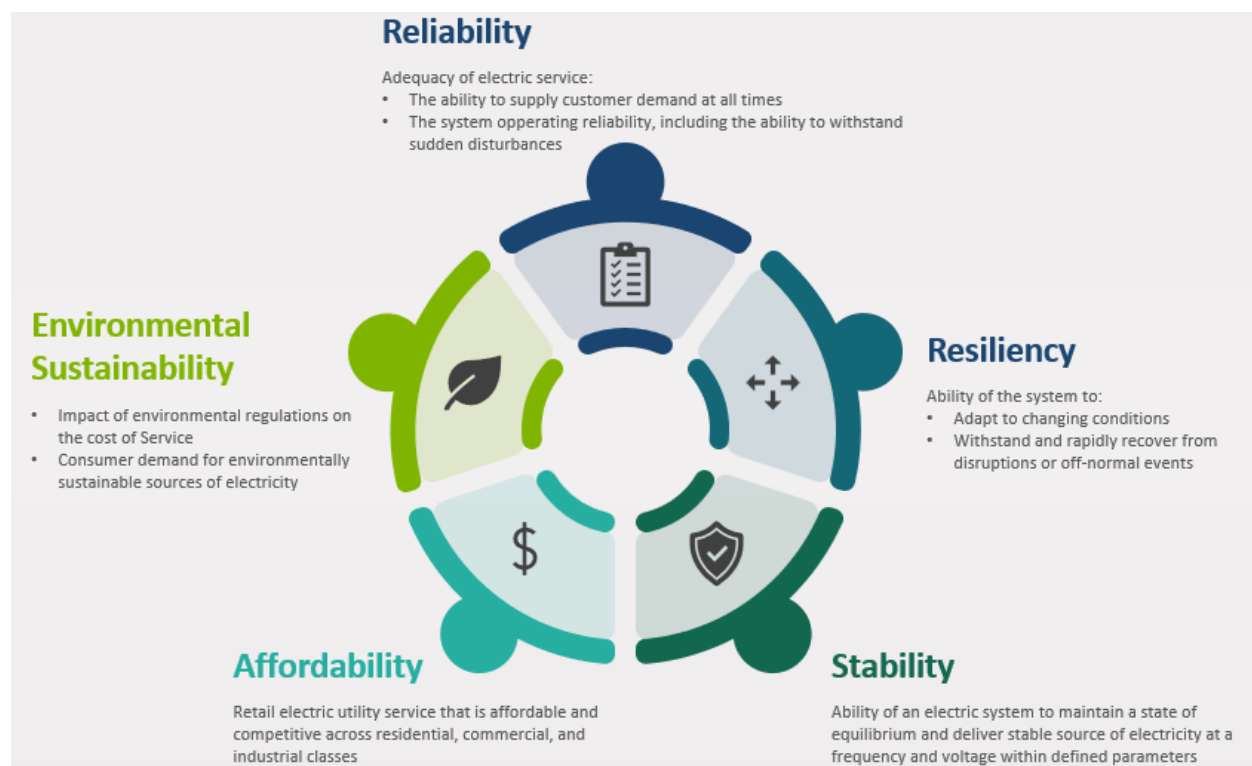 Reliability
Adequacy of electric service:
• The ability to supply customer demand at all times
• The system opperating reliability, including the ability to withstand
sudden disturbances
Environmental
Sustainability
• Impact of environmental regulations on
the cost of Service
• Consumer demand for environmentally
sustainable sources of electricity
Resiliency
Ability of the system to:
• Adapt to changing conditions
• Withstand and rapidly recover from
disruptions or off-normal events
$
Affordability
Retail electric utility service that is affordable and
competitive across residential, commercial, and
industrial classes
Stability
Ability of an electric system to maintain a state of
equilibrium and deliver stable source of electricity at a
frequency and voltage within defined parameters